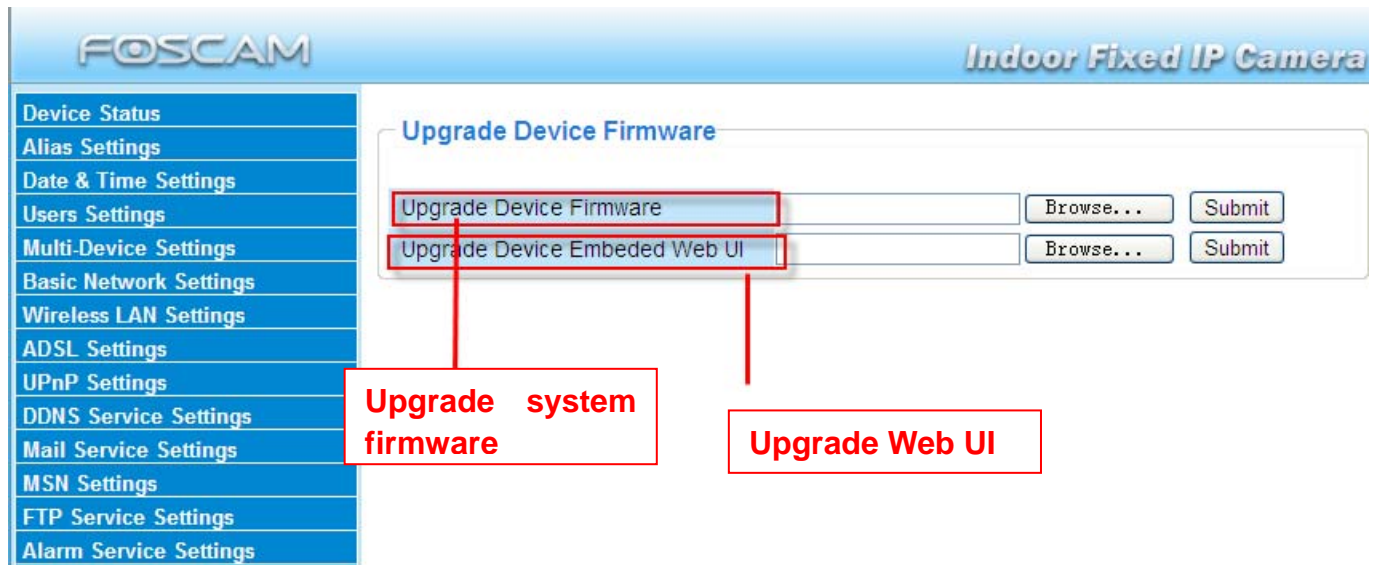 FOSCAM
Indoor Fixed IP Camera
Device Status
Alias Settings
Date & Time Settings
Users Settings
Multi-Device Settings
Basic Network Settings
Wireless LAN Settings
ADSL Settings
UPnP Settings
DDNS Service Settings
Mail Service Settings
MSN Settings
FTP Service Settings
Alarm Service Settings
Upgrade Device Firmware
Upgrade Device Firmware Browse... Submit
Upgrade Device Embeded Web UI Browse... Submit
Upgrade system
firmware
Upgrade Web UI